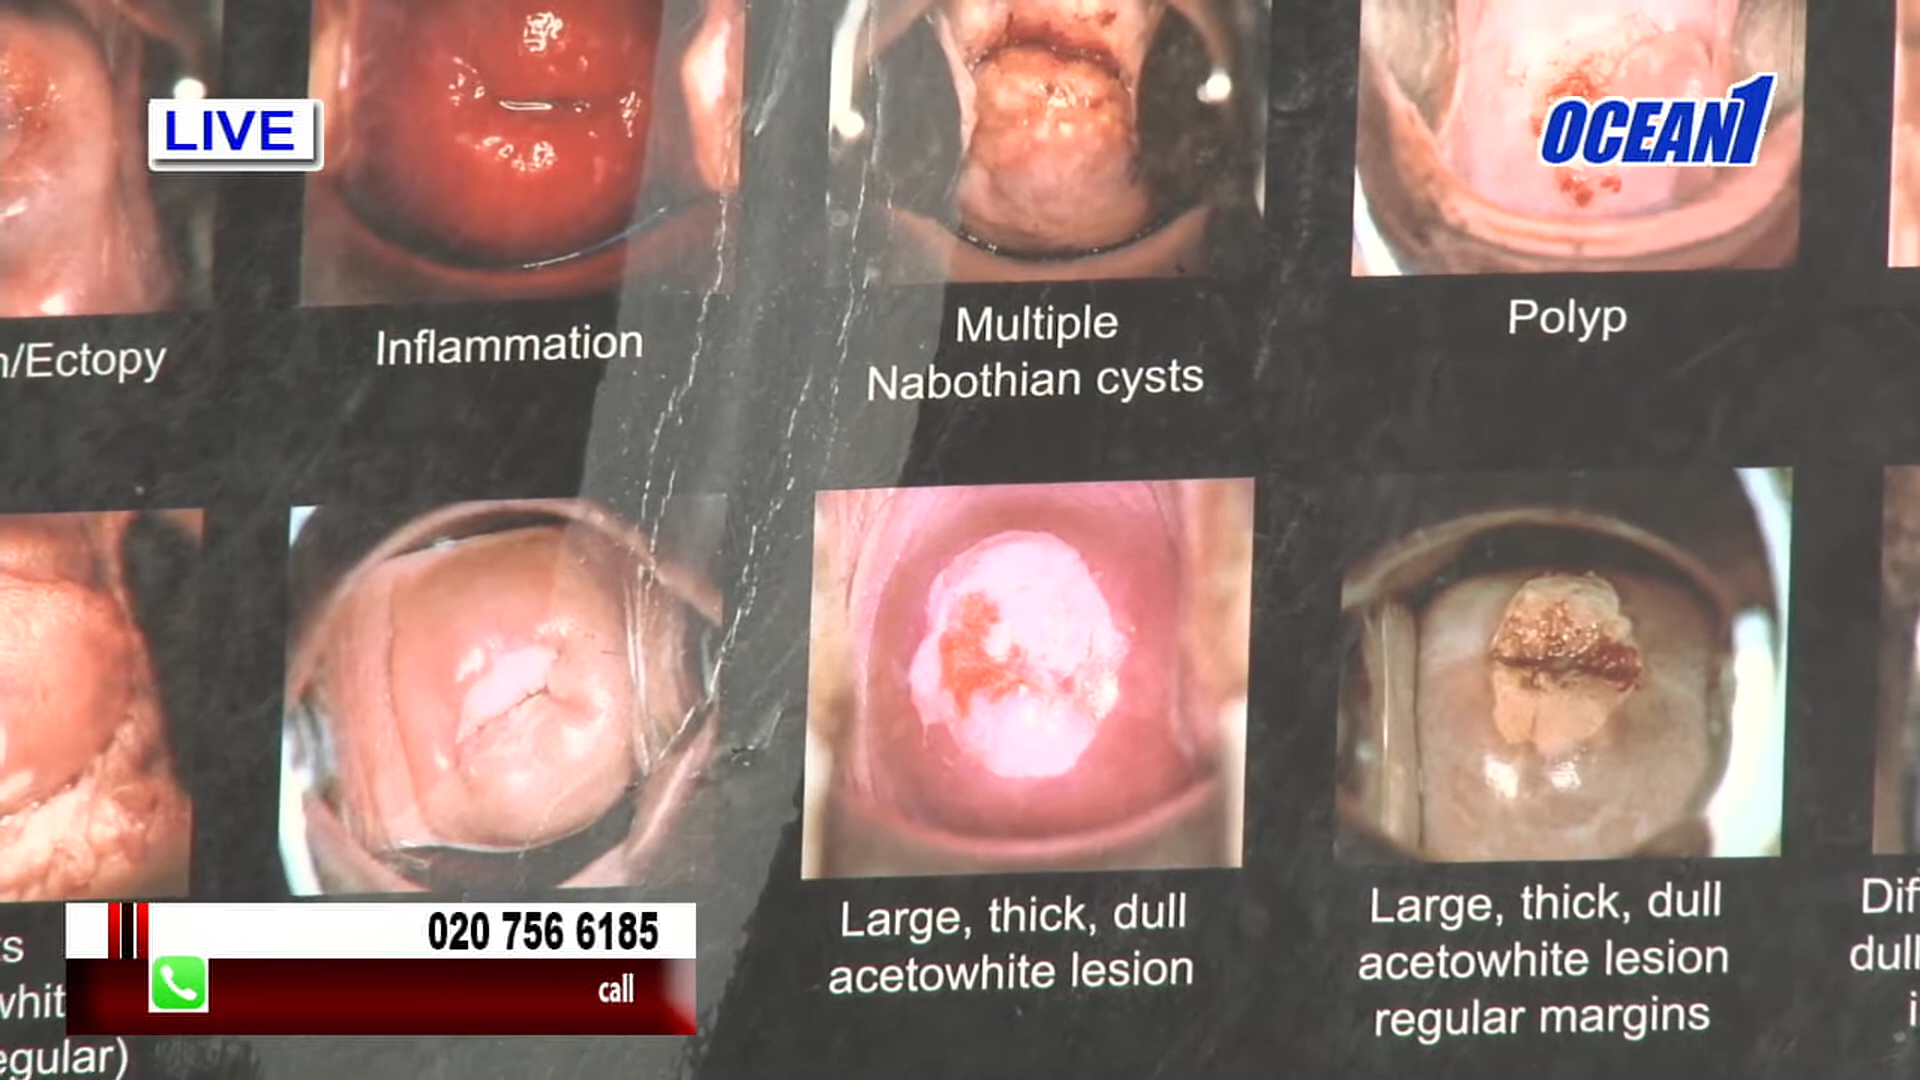 LIVE
OCEAN1
n/Ectopy
Inflammation
Multiple
Nabothian cysts
Polyp
Large, thick, dull
acetowhite lesion
Large, thick, dull
acetowhite lesion
regular margins
020 756 6185
call